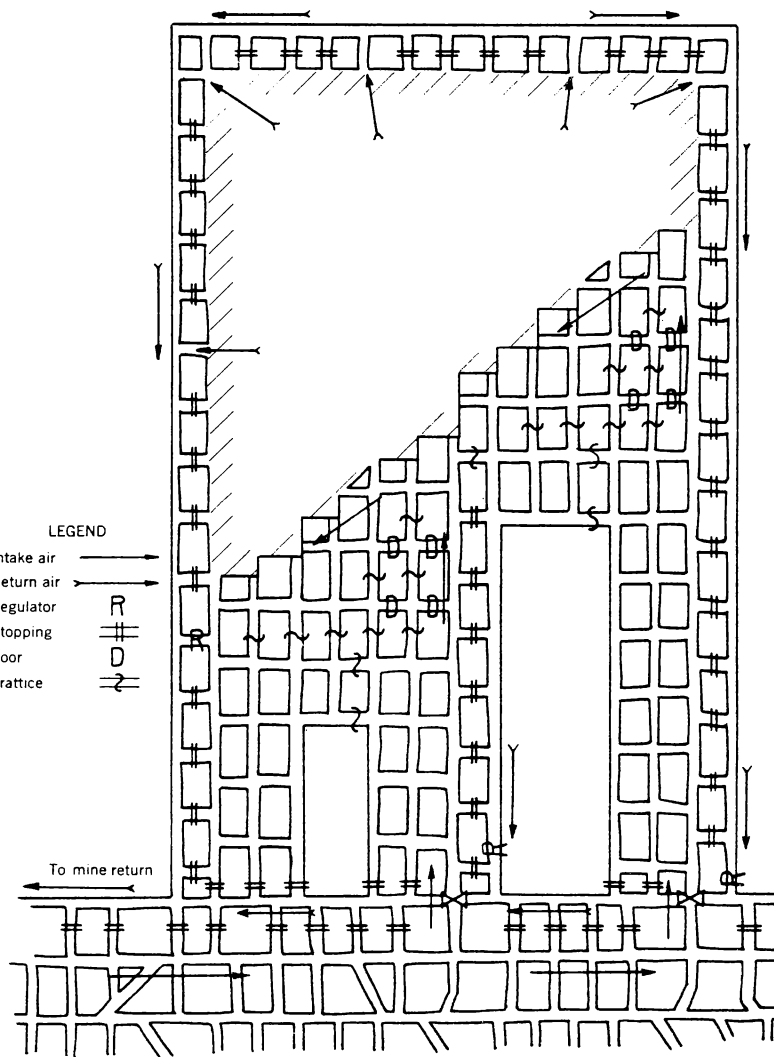 LEGEND
ntake air
eturn air
egulator R
topping
oor D
rattice
R
R
R
To mine return